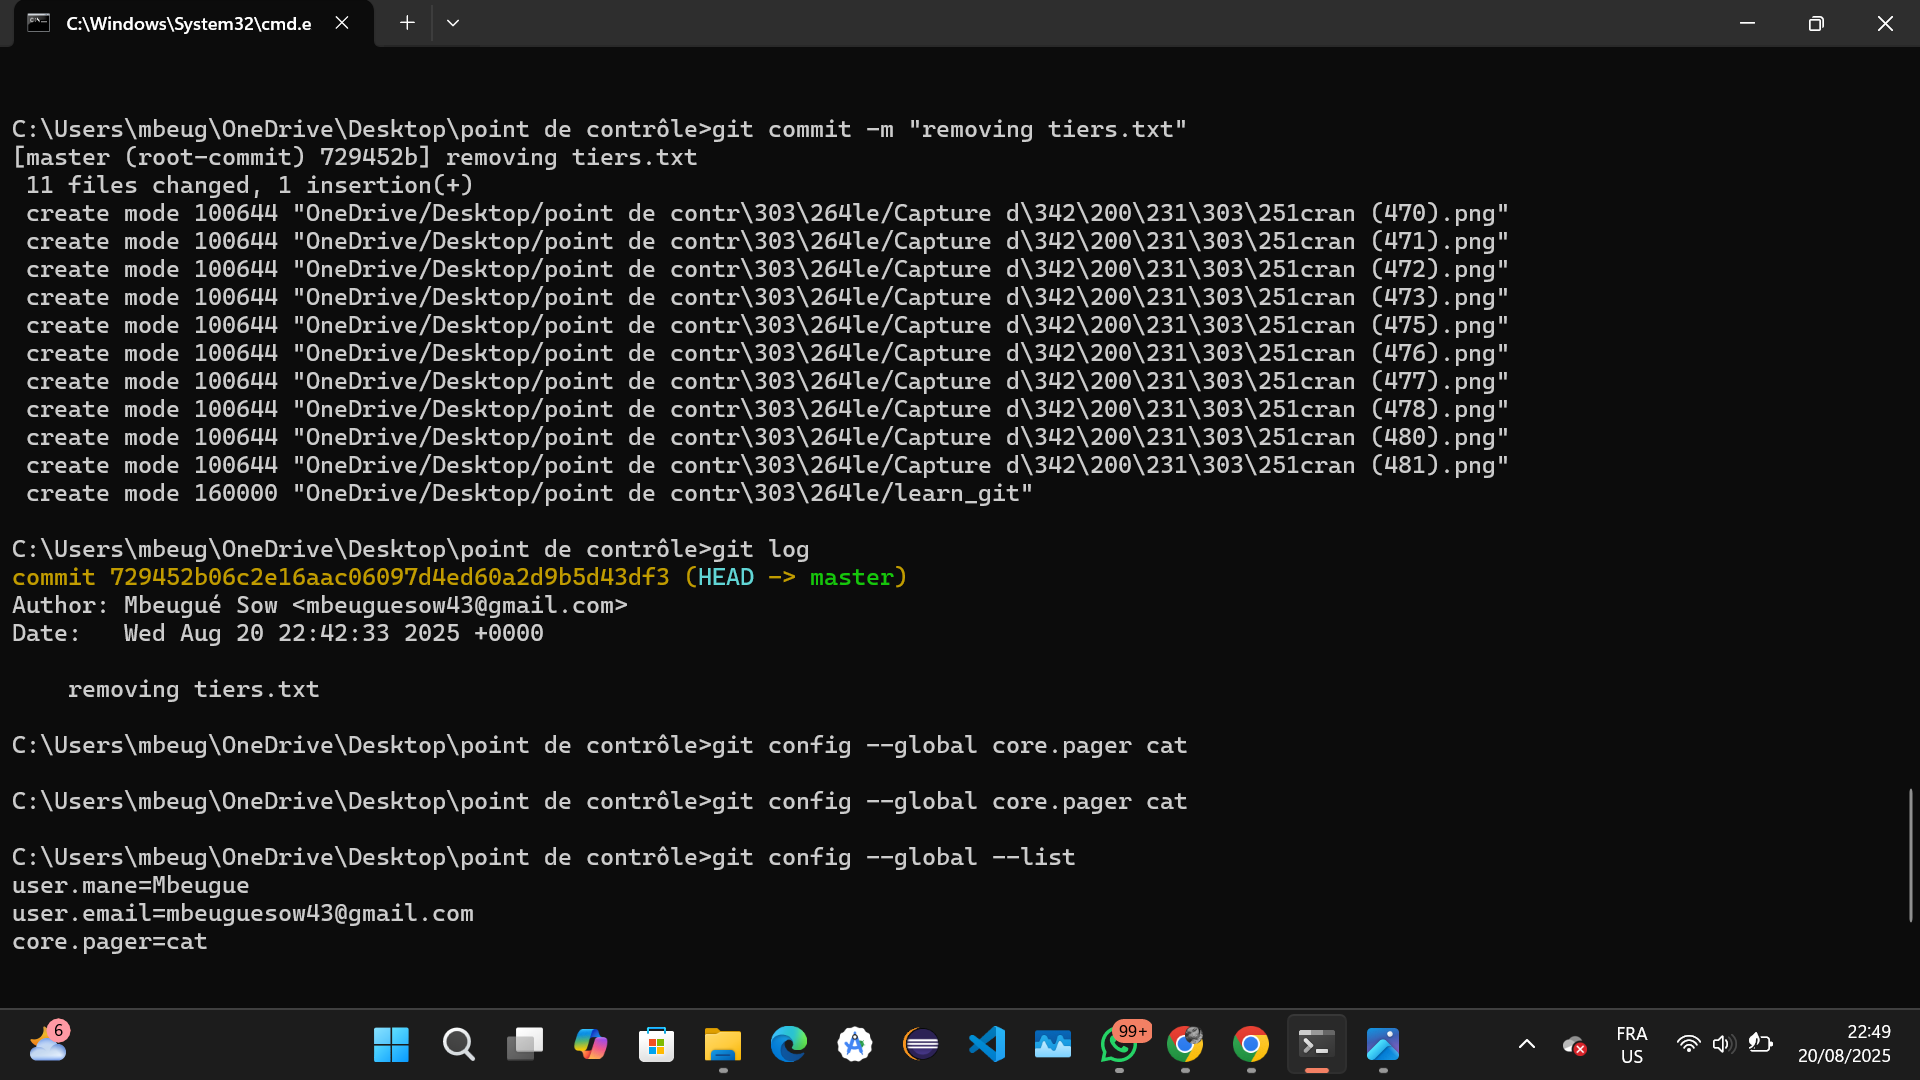 C:\Windows\System32\cmd.e
C:\Users\mbeug\OneDrive\Desktop\point de contrôle>git commit -m "removing tiers.txt"
[master (root-commit) 729452b] removing tiers.txt
 11 files changed, 1 insertion(+)
 create mode 100644 "OneDrive/Desktop/point de contr\303\264le/Capture d\342\200\231\303\251cran (470).png"
 create mode 100644 "OneDrive/Desktop/point de contr\303\264le/Capture d\342\200\231\303\251cran (471).png"
 create mode 100644 "OneDrive/Desktop/point de contr\303\264le/Capture d\342\200\231\303\251cran (472).png"
 create mode 100644 "OneDrive/Desktop/point de contr\303\264le/Capture d\342\200\231\303\251cran (473).png"
 create mode 100644 "OneDrive/Desktop/point de contr\303\264le/Capture d\342\200\231\303\251cran (475).png"
 create mode 100644 "OneDrive/Desktop/point de contr\303\264le/Capture d\342\200\231\303\251cran (476).png"
 create mode 100644 "OneDrive/Desktop/point de contr\303\264le/Capture d\342\200\231\303\251cran (477).png"
 create mode 100644 "OneDrive/Desktop/point de contr\303\264le/Capture d\342\200\231\303\251cran (478).png"
 create mode 100644 "OneDrive/Desktop/point de contr\303\264le/Capture d\342\200\231\303\251cran (480).png"
 create mode 100644 "OneDrive/Desktop/point de contr\303\264le/Capture d\342\200\231\303\251cran (481).png"
 create mode 160000 "OneDrive/Desktop/point de contr\303\264le/learn_git"
C:\Users\mbeug\OneDrive\Desktop\point de contrôle>git log
commit 729452b06c2e16aac06097d4ed60a2d9b5d43df3 (HEAD -> master)
Author: Mbeugué Sow <mbeuguesow43@gmail.com>
Date:   Wed Aug 20 22:42:33 2025 +0000
    removing tiers.txt
C:\Users\mbeug\OneDrive\Desktop\point de contrôle>git config --global core.pager cat
C:\Users\mbeug\OneDrive\Desktop\point de contrôle>git config --global core.pager cat
C:\Users\mbeug\OneDrive\Desktop\point de contrôle>git config --global --list
user.mane=Mbeugue
user.email=mbeuguesow43@gmail.com
core.pager=cat
6
99+
FRA
US
22:49
20/08/2025